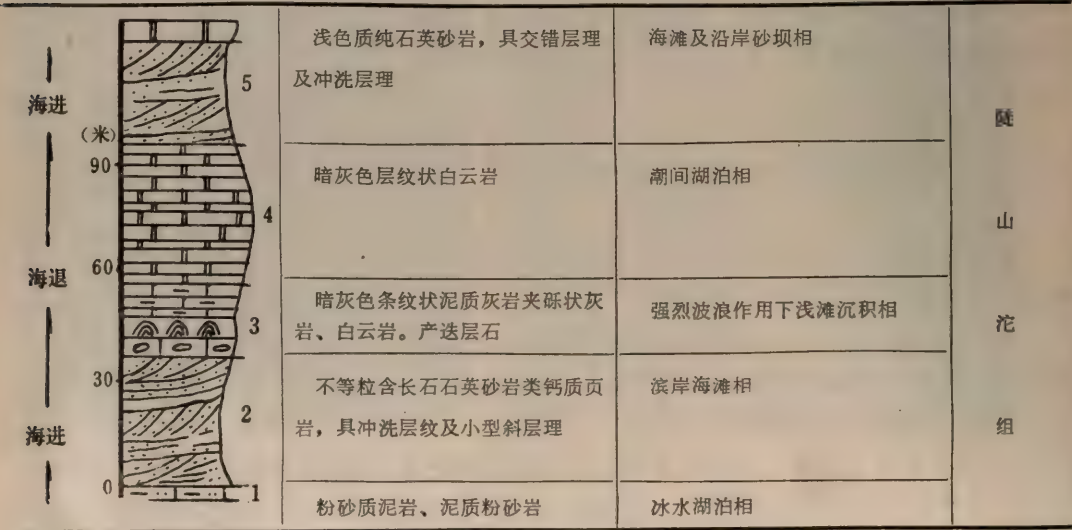 浅色质纯石英砂岩，具交错层理
及冲洗层理
海滩及沿岸砂坝相
5
海进
(米)
90
暗灰色层纹状白云岩
潮间湖泊相
4
60
海退
暗灰色条纹状泥质灰岩夹砾状灰
岩、白云岩。产迭层石
强烈波浪作用下浅滩沉积相
3
30
不等粒含长石石英砂岩类钙质页
岩，具冲洗层纹及小型斜层理
滨岸海滩相
2
海进
0
1
粉砂质泥岩、泥质粉砂岩
冰水湖泊相
陡
山
沱
组